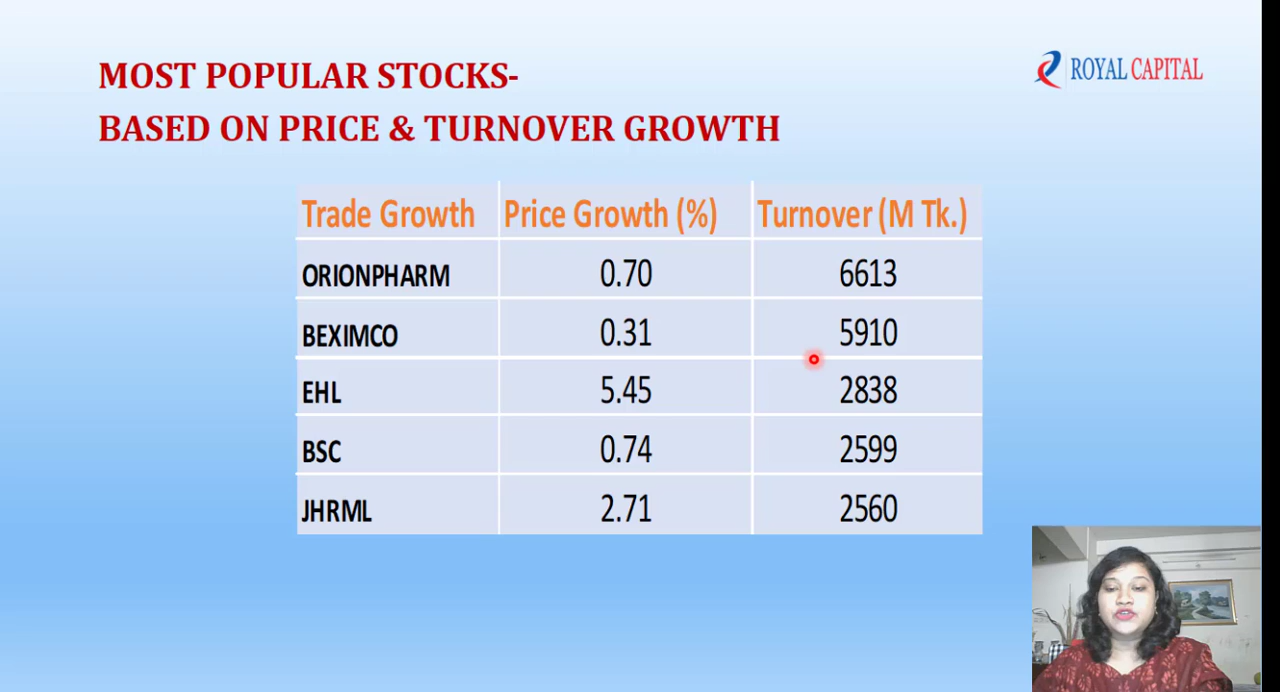 MOST POPULAR STOCKS-
BASED ON PRICE & TURNOVER GROWTH
ROYAL CAPITAL
Trade Growth Price Growth (%) Turnover (M Tk.)
ORIONPHARM 0.70 6613
BEXIMCO 0.31 5910
EHL 5.45 2838
BSC 0.74 2599
JHRML 2.71 2560